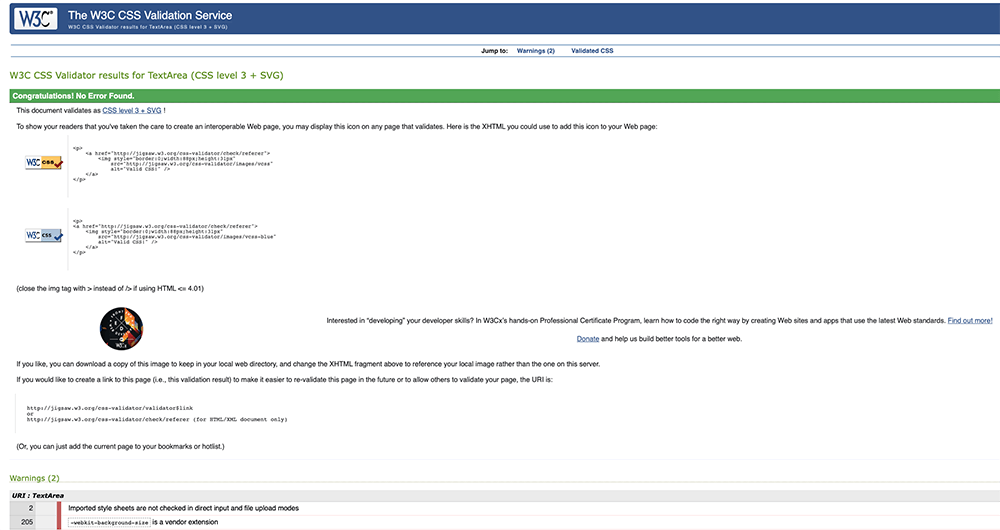 W3C®
The W3C CSS Validation Service
W3C CSS Validator results for TextArea (CSS level 3 + SVG)
Jump to: Warnings (2) Validated CSS
W3C CSS Validator results for TextArea (CSS level 3 + SVG)
Congratulations! No Error Found.
This document validates as CSS level 3 + SVG !
To show your readers that you've taken the care to create an interoperable Web page, you may display this icon on any page that validates. Here is the XHTML you could use to add this icon to your Web page:
W3C css
<p>
<a href="http://jigsaw.w3.org/css-validator/check/referer">
<img style="border:0;width:88px;height:31px"
src="http://jigsaw.w3.org/css-validator/images/vcss"
alt="Valid CSS!" />
</a>
</p>
W3C css
<p>
<a href="http://jigsaw.w3.org/css-validator/check/referer">
<img style="border:0;width:88px;height:31px"
src="http://jigsaw.w3.org/css-validator/images/vcss-blue"
alt="Valid CSS!" />
</a>
</p>
(close the img tag with > instead of /> if using HTML <= 4.01)
Interested in "developing" your developer skills? In W3Cx's hands-on Professional Certificate Program, learn how to code the right way by creating Web sites and apps that use the latest Web standards. Find out more!
Donate and help us build better tools for a better web.
If you like, you can download a copy of this image to keep in your local web directory, and change the XHTML fragment above to reference your local image rather than the one on this server.
If you would like to create a link to this page (i.e., this validation result) to make it easier to re-validate this page in the future or to allow others to validate your page, the URI is:
http://jigsaw.w3.org/css-validator/validator$link
or
http://jigsaw.w3.org/css-validator/check/referer (for HTML/XML document only)
(Or, you can just add the current page to your bookmarks or hotlist.)
Warnings (2)
URI : TextArea
2 Imported style sheets are not checked in direct input and file upload modes
205 -webkit-background-size is a vendor extension